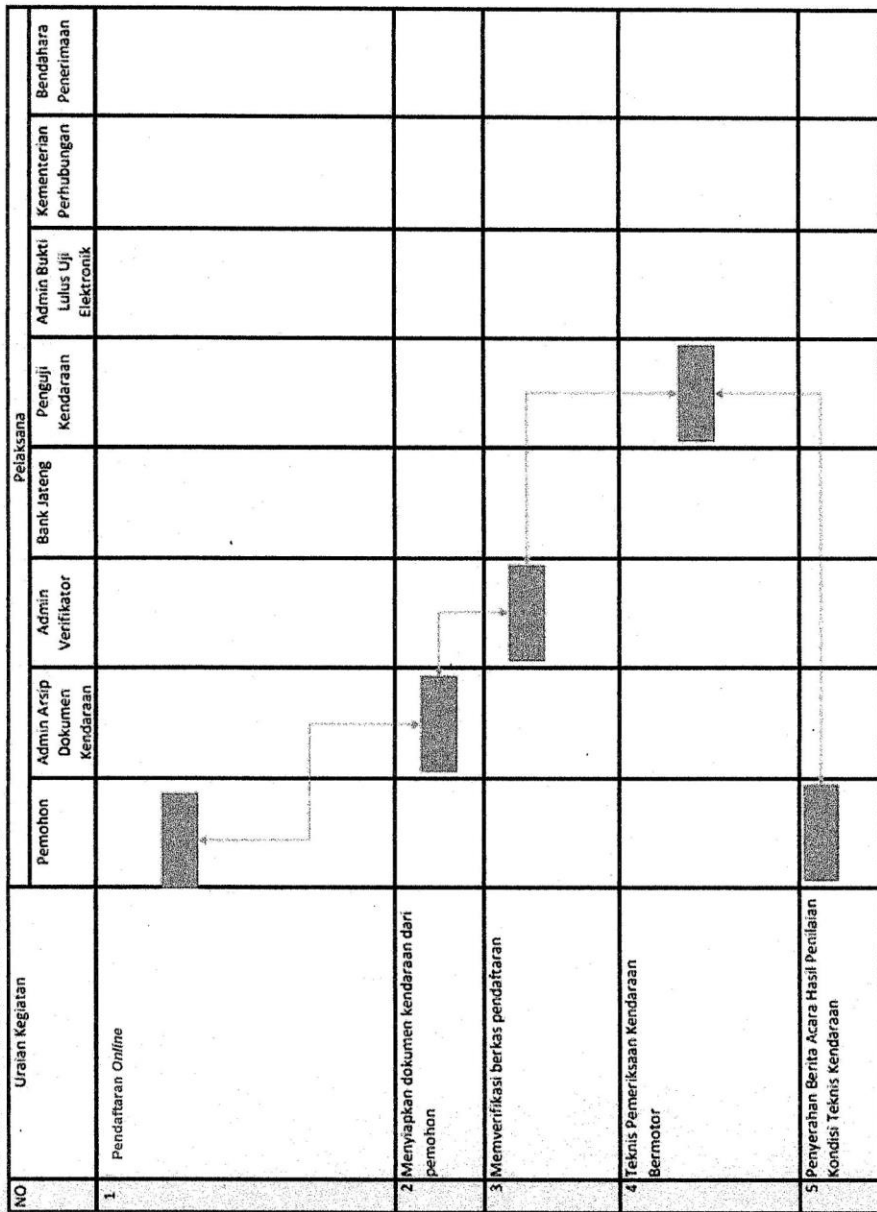 NO
Uraian Kegiatan
Pelaksana
Pemohon
Admin Arsip
Dokumen
Kendaraan
Admin
Verifikator
Bank Jateng
Penguji
Kendaraan
Admin Bukti
Lulus Uji
Elektronik
Kementerian
Perhubungan
Bendahara
Penerimaan
1
Pendaftaran Online
2 Menyiapkan dokumen kendaraan dari
pemohon
3 Memverifikasi berkas pendaftaran
4 Teknis Pemeriksaan Kendaraan
Bermotor
5 Penyerahan Berita Acara Hasil Penilaian
Kondisi Teknis Kendaraan